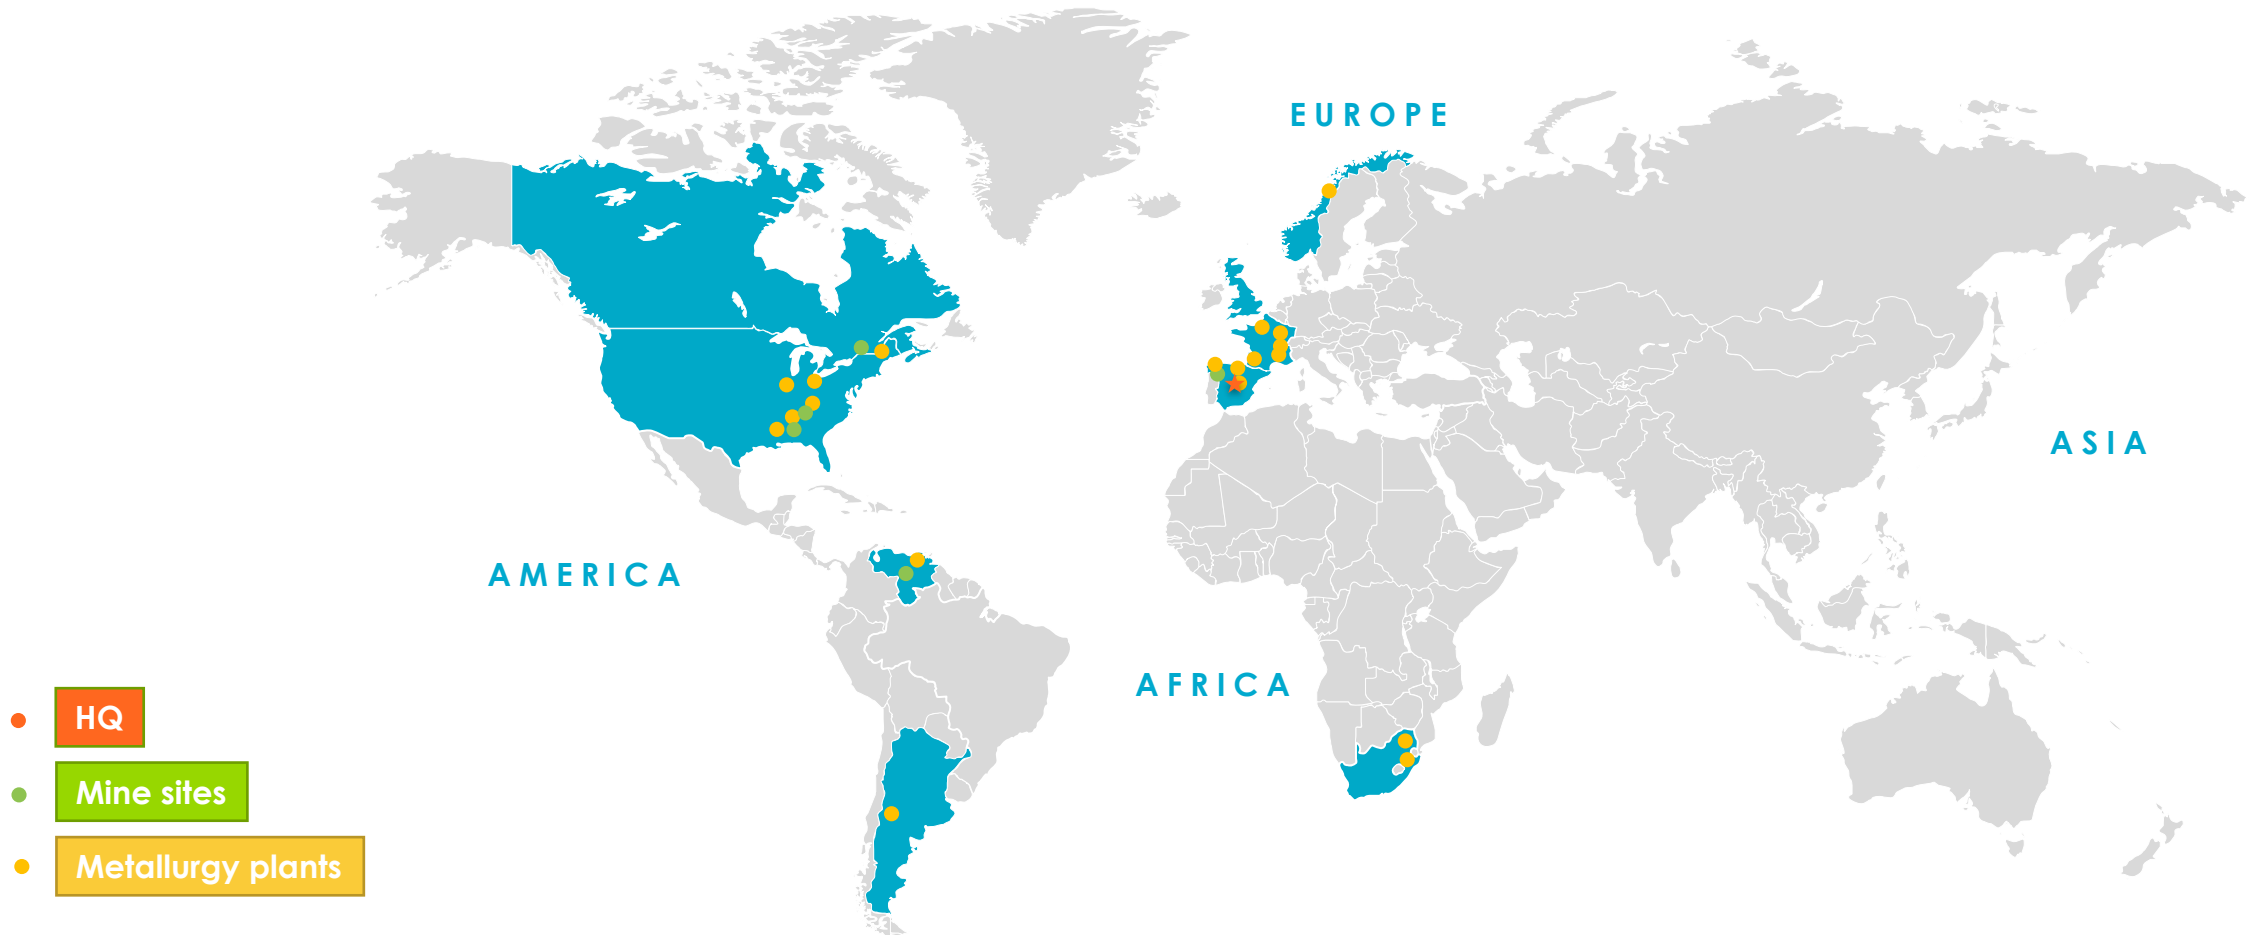 EUROPE
ASIA
AMERICA
AFRICA
HQ
Mine sites
Metallurgy plants